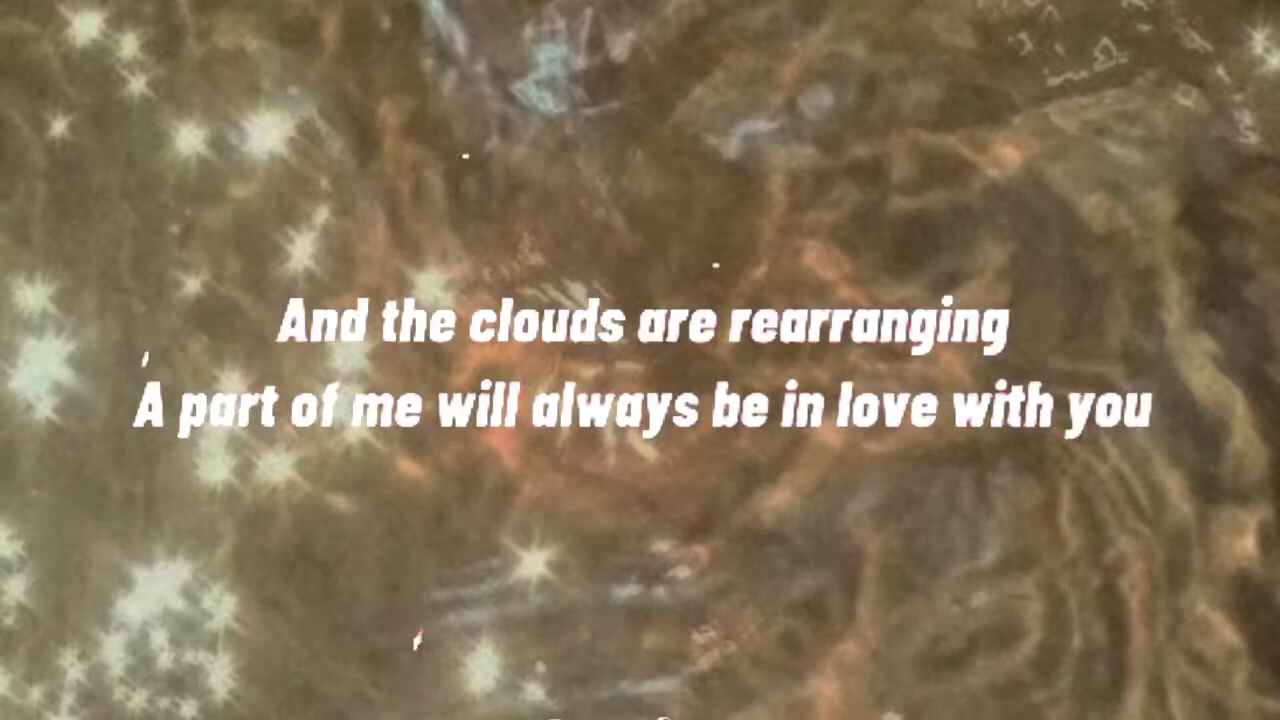 And the clouds are rearranging
A part of me will always be in love with you